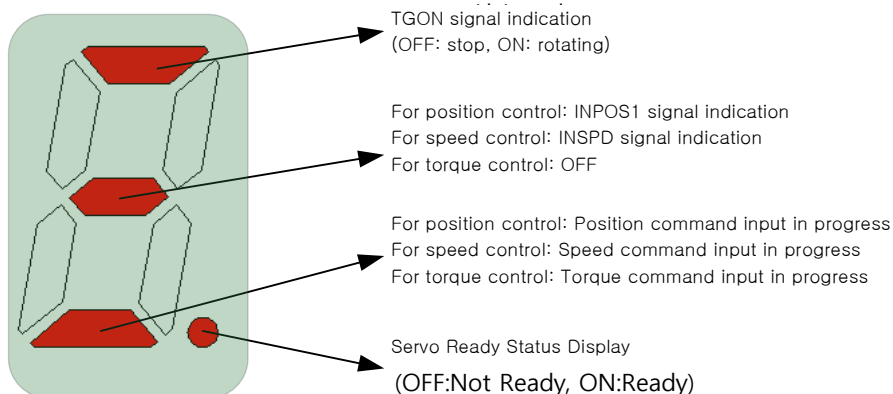 TGON signal indication
(OFF: stop, ON: rotating)
For position control: INPOS1 signal indication
For speed control: INSPD signal indication
For torque control: OFF
For position control: Position command input in progress
For speed control: Speed command input in progress
For torque control: Torque command input in progress
Servo Ready Status Display
(OFF:Not Ready, ON:Ready)